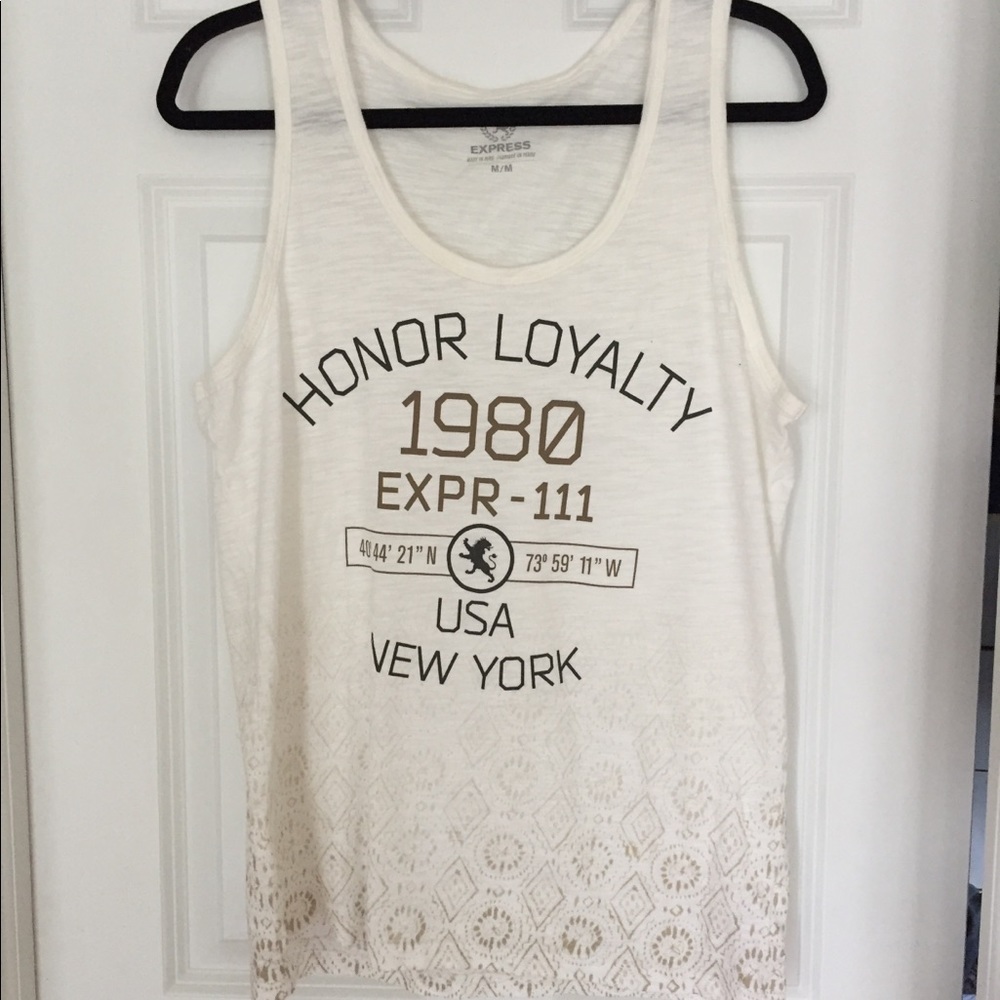 EXPRESS
M/M
HONOR LOYALTY
1980
EXPR-111
40°44' 21" N 73° 59' 11" W
USA
NEW YORK